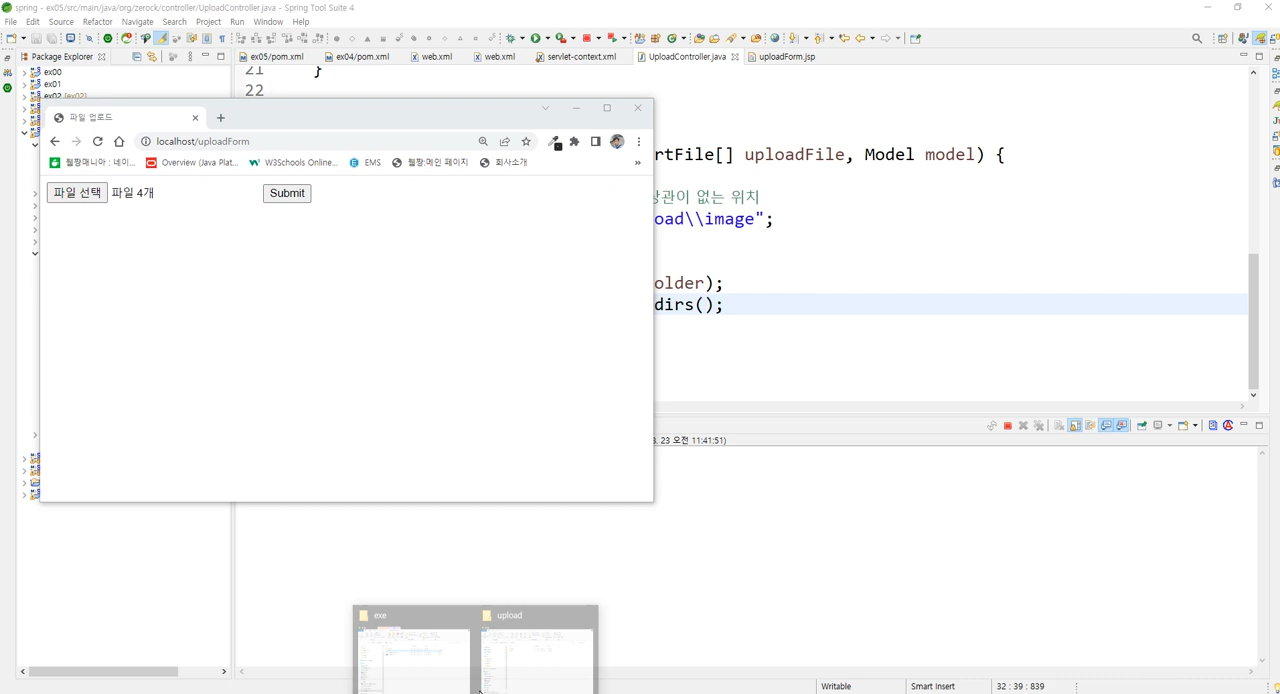 spring - ex05/src/main/java/org/zerock/controller/UploadController.java - Spring Tool Suite 4
File Edit Source Refactor Navigate Search Project Run Window Help
Package Explorer
ex05/pom.xml ex04/pom.xml web.xml web.xml servlet-context.xml UploadController.java uploadForm.jsp
ex00
ex01
ex02 [ex02]
21 }
22
파일 업로드
localhost/uploadForm
웰짱매니아 : 네이... Overview (Java Plat... W3Schools Online... EMS 웰짱:메인 페이지 회사소개 »
파일 선택 파일 4개 Submit
rtFile[] uploadFile, Model model) {
관이 없는 위치
oad\\image";
older);
dirs();
3. 23 오전 11:41:51)
exe upload
Writable Smart Insert 32 : 39 : 839